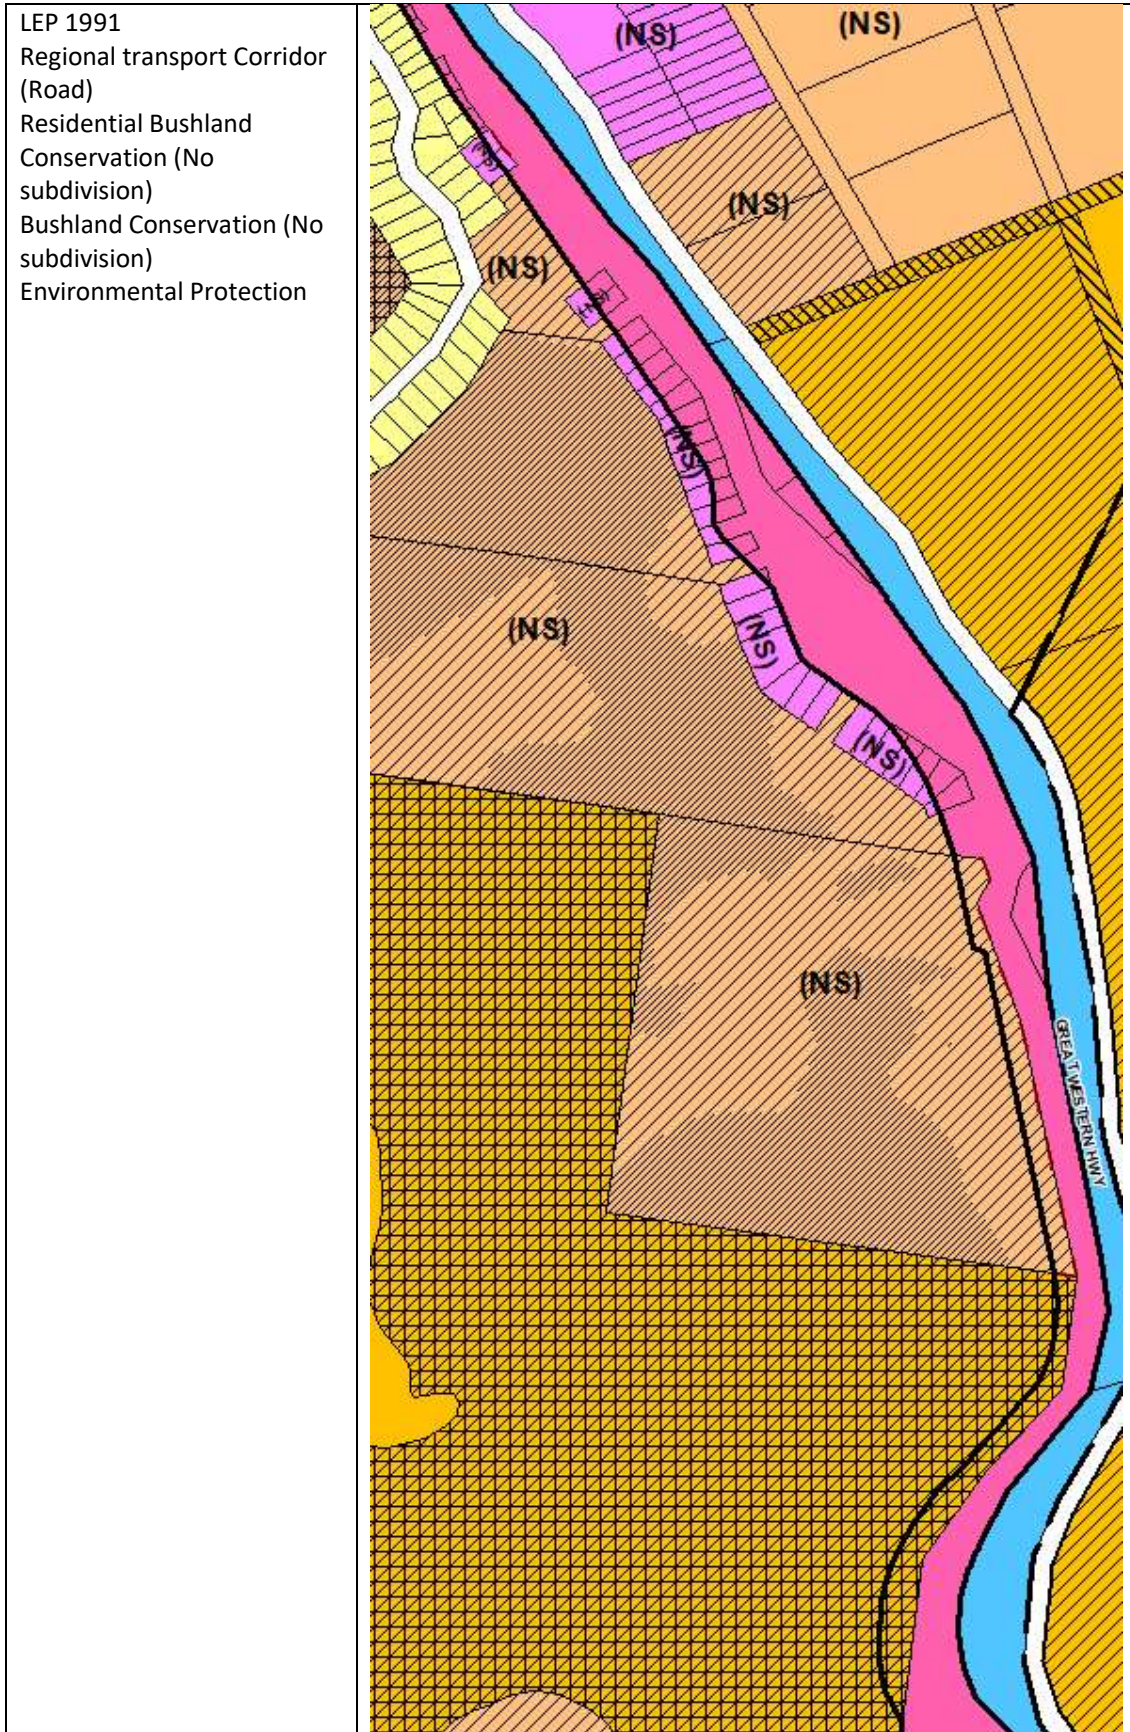 LEP 1991
Regional transport Corridor
(Road)
Residential Bushland
Conservation (No
subdivision)
Bushland Conservation (No
subdivision)
Environmental Protection
(NS)
(NS)
(NS)
(NS)
(NS)
(NS)
(NS)
(NS)
(NS)
GREAT WESTERN HWY